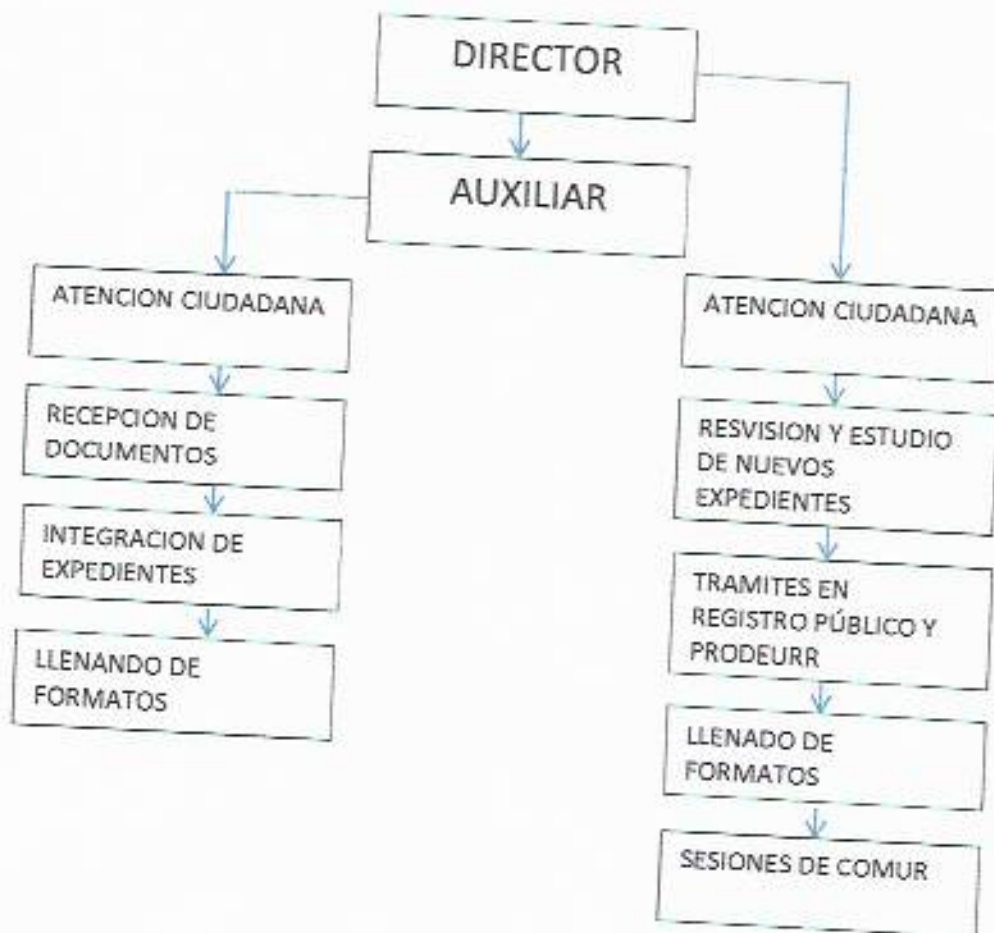 DIRECTOR
AUXILIAR
ATENCION CIUDADANA
RECEPCION DE
DOCUMENTOS
INTEGRACION DE
EXPEDIENTES
LLENANDO DE
FORMATOS
ATENCION CIUDADANA
RESVISION Y ESTUDIO
DE NUEVOS
EXPEDIENTES
TRAMITES EN
REGISTRO PÚBLICO Y
PRODEURR
LLENADO DE
FORMATOS
SESIONES DE COMUR